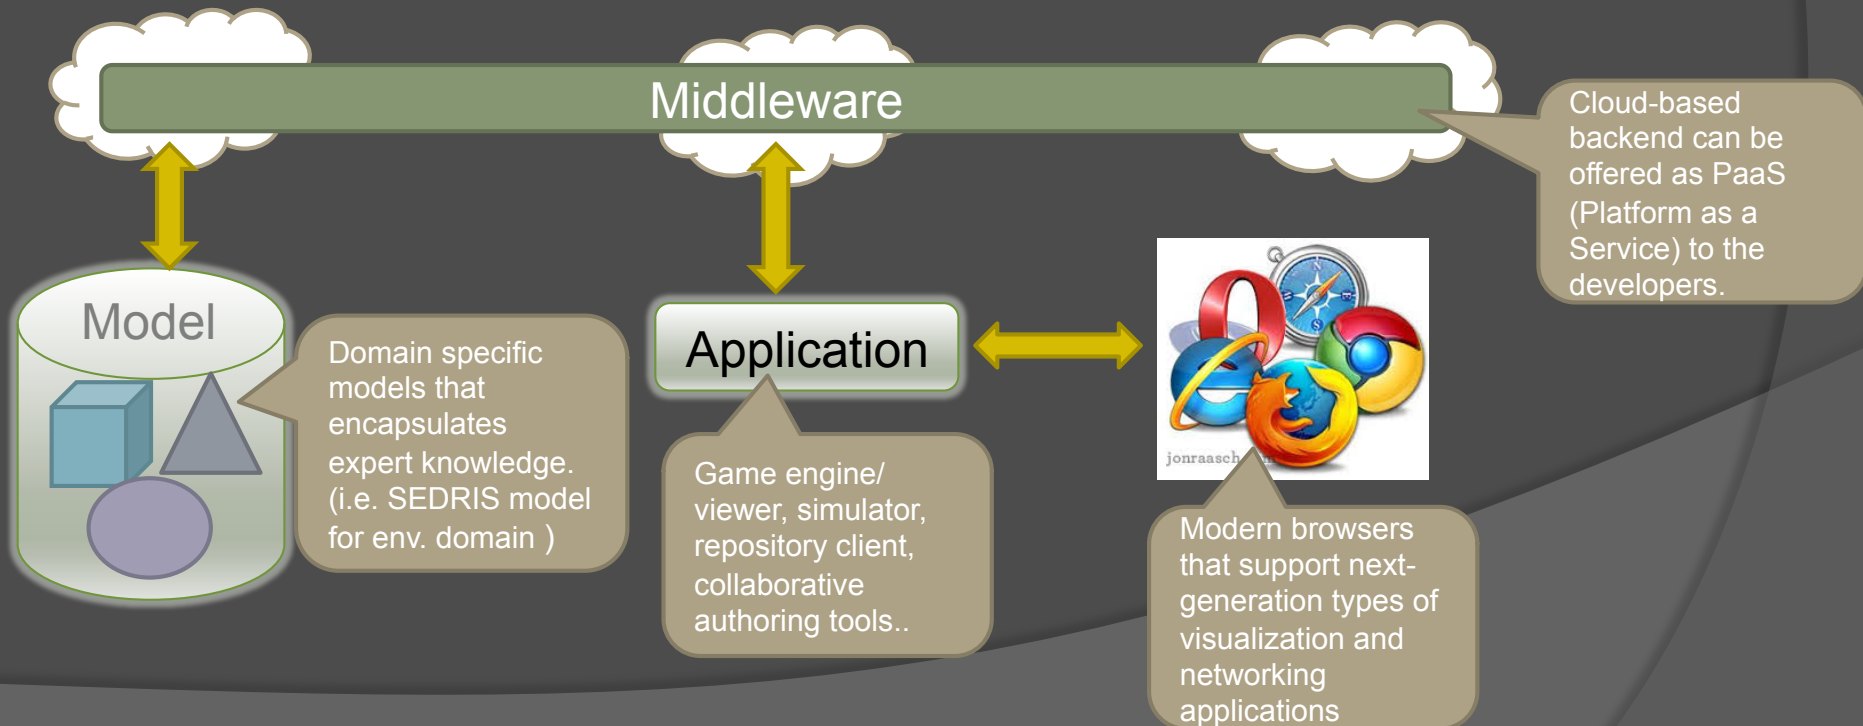 Middleware
Cloud-based
backend can be
offered as PaaS
(Platform as a
Service) to the
developers.
Model
Domain specific
models that
encapsulates
expert knowledge.
(i.e. SEDRIS model
for env. domain )
Application
Game engine/
viewer, simulator,
repository client,
collaborative
authoring tools..
jonraasch
Modern browsers
that support next-
generation types of
visualization and
networking
applications